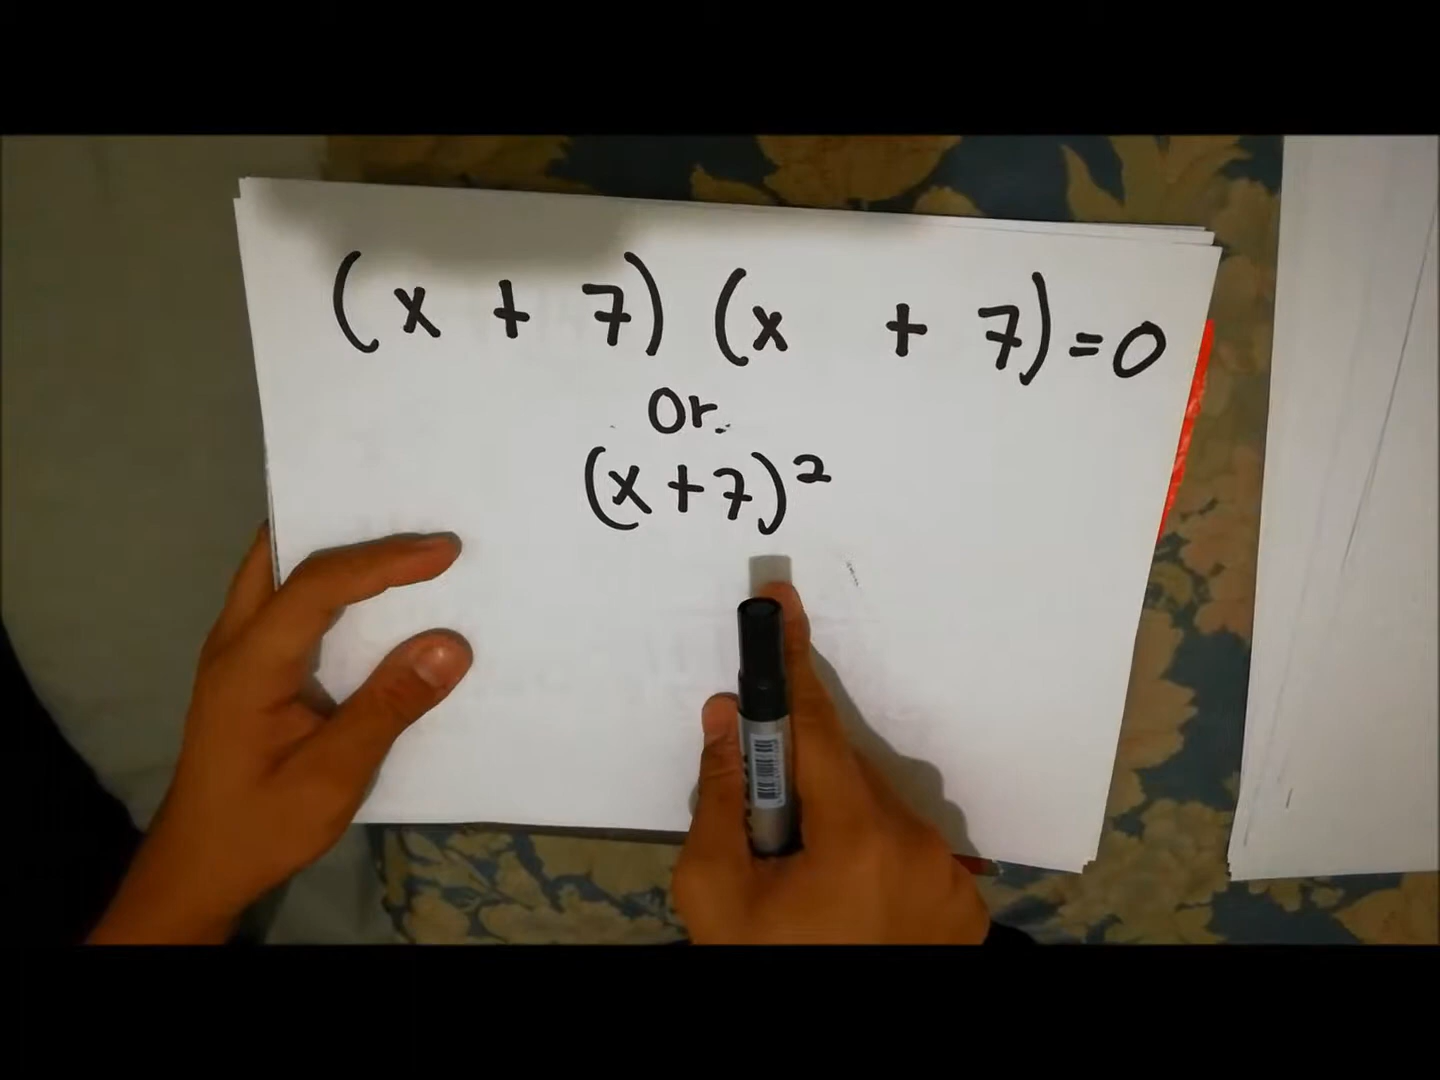 (x + 7) (x + 7) = 0
Or.
(x + 7)²